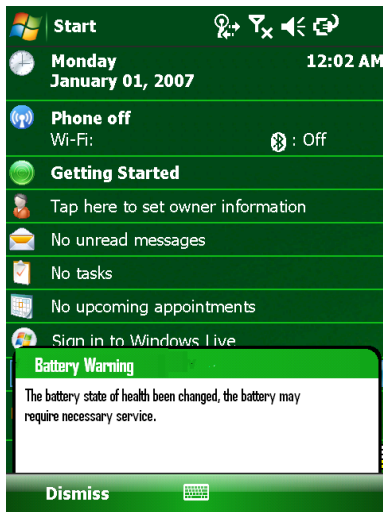 Start
Monday 12:02 AM
January 01, 2007
Phone off
Wi-Fi: : Off
Getting Started
Tap here to set owner information
No unread messages
No tasks
No upcoming appointments
Sign in to Windows Live
Battery Warning
The battery state of health been changed, the battery may
require necessary service.
Dismiss